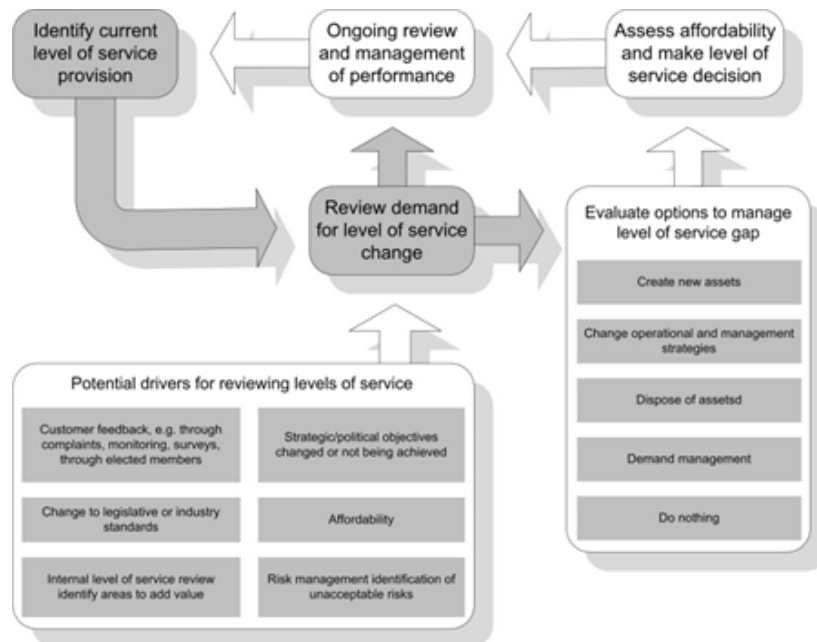 Identify current
level of service
provision
Ongoing review
and management
of performance
Assess affordability
and make level of
service decision
Review demand
for level of service
change
Evaluate options to manage
level of service gap
Create new assets
Change operational and management
strategies
Dispose of assetsd
Demand management
Do nothing
Potential drivers for reviewing levels of service
Customer feedback, e.g. through
complaints, monitoring, surveys,
through elected members
Strategic/political objectives
changed or not being achieved
Change to legislative or industry
standards
Affordability
Internal level of service review
identify areas to add value
Risk management identification of
unacceptable risks